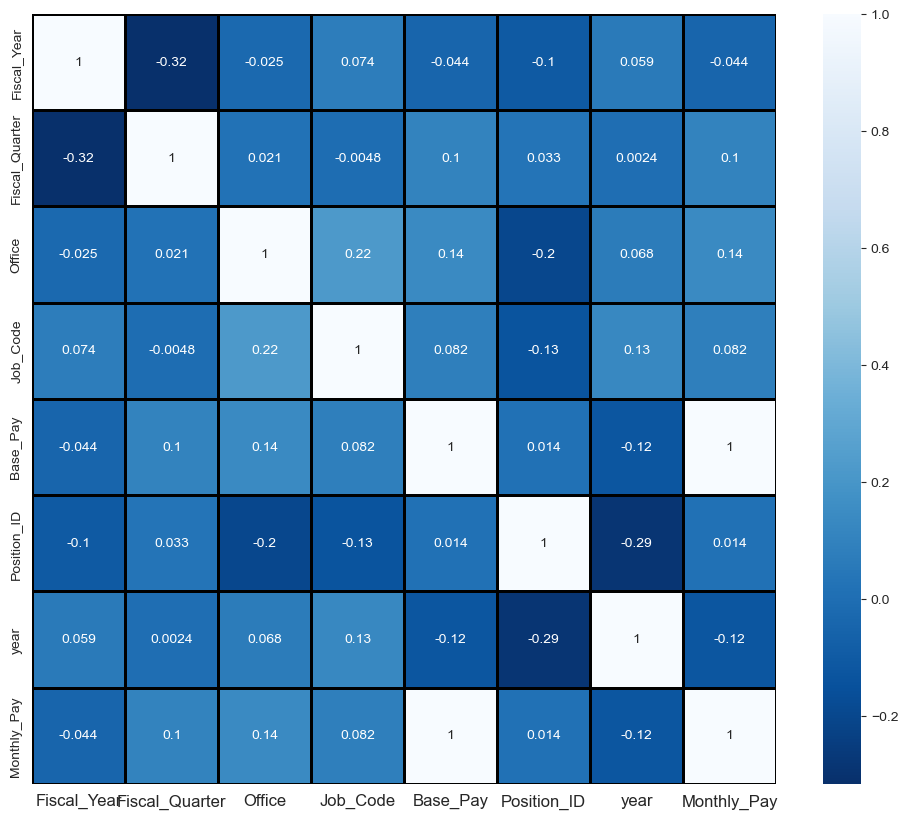 Fiscal_Year 1 -0.32 -0.025 0.074 -0.044 -0.1 0.059 -0.044
Fiscal_Quarter -0.32 1 0.021 -0.0048 0.1 0.033 0.0024 0.1
Office -0.025 0.021 1 0.22 0.14 -0.2 0.068 0.14
Job_Code 0.074 -0.0048 0.22 1 0.082 -0.13 0.13 0.082
Base_Pay -0.044 0.1 0.14 0.082 1 0.014 -0.12 1
Position_ID -0.1 0.033 -0.2 -0.13 0.014 1 -0.29 0.014
year 0.059 0.0024 0.068 0.13 -0.12 -0.29 1 -0.12
Monthly_Pay -0.044 0.1 0.14 0.082 1 0.014 -0.12 1
Fiscal_Year Fiscal_Quarter Office Job_Code Base_Pay Position_ID year Monthly_Pay
1.0
0.8
0.6
0.4
0.2
0.0
−0.2